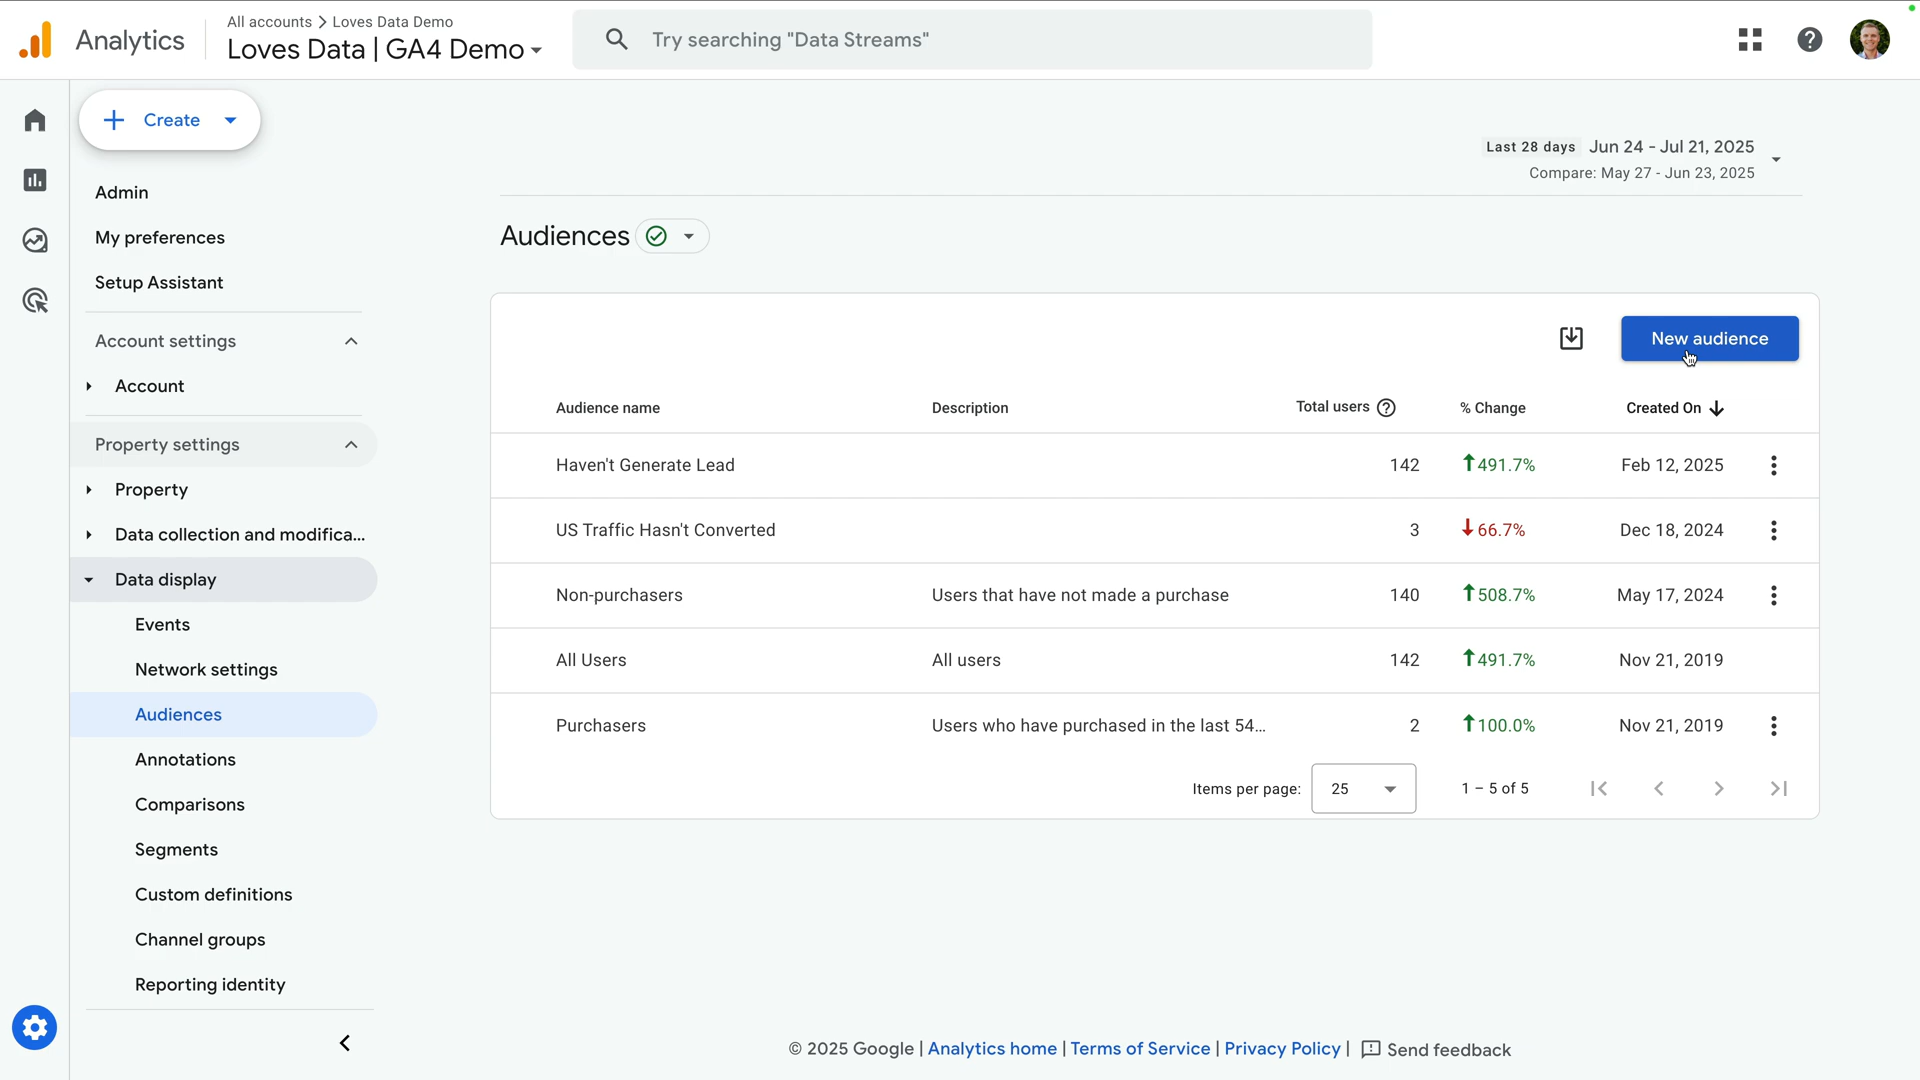 Analytics
All accounts > Loves Data Demo
Loves Data | GA4 Demo
Try searching "Data Streams"
Create
Admin
My preferences
Setup Assistant
Account settings
Account
Property settings
Property
Data collection and modifica...
Data display
Events
Network settings
Audiences
Annotations
Comparisons
Segments
Custom definitions
Channel groups
Reporting identity
Last 28 days Jun 24 - Jul 21, 2025
Compare: May 27 - Jun 23, 2025
Audiences
New audience
Audience name Description Total users % Change Created On
Haven't Generate Lead 142 491.7% Feb 12, 2025
US Traffic Hasn't Converted 3 66.7% Dec 18, 2024
Non-purchasers Users that have not made a purchase 140 508.7% May 17, 2024
All Users All users 142 491.7% Nov 21, 2019
Purchasers Users who have purchased in the last 54... 2 100.0% Nov 21, 2019
Items per page: 25 1 – 5 of 5
© 2025 Google | Analytics home | Terms of Service | Privacy Policy | Send feedback